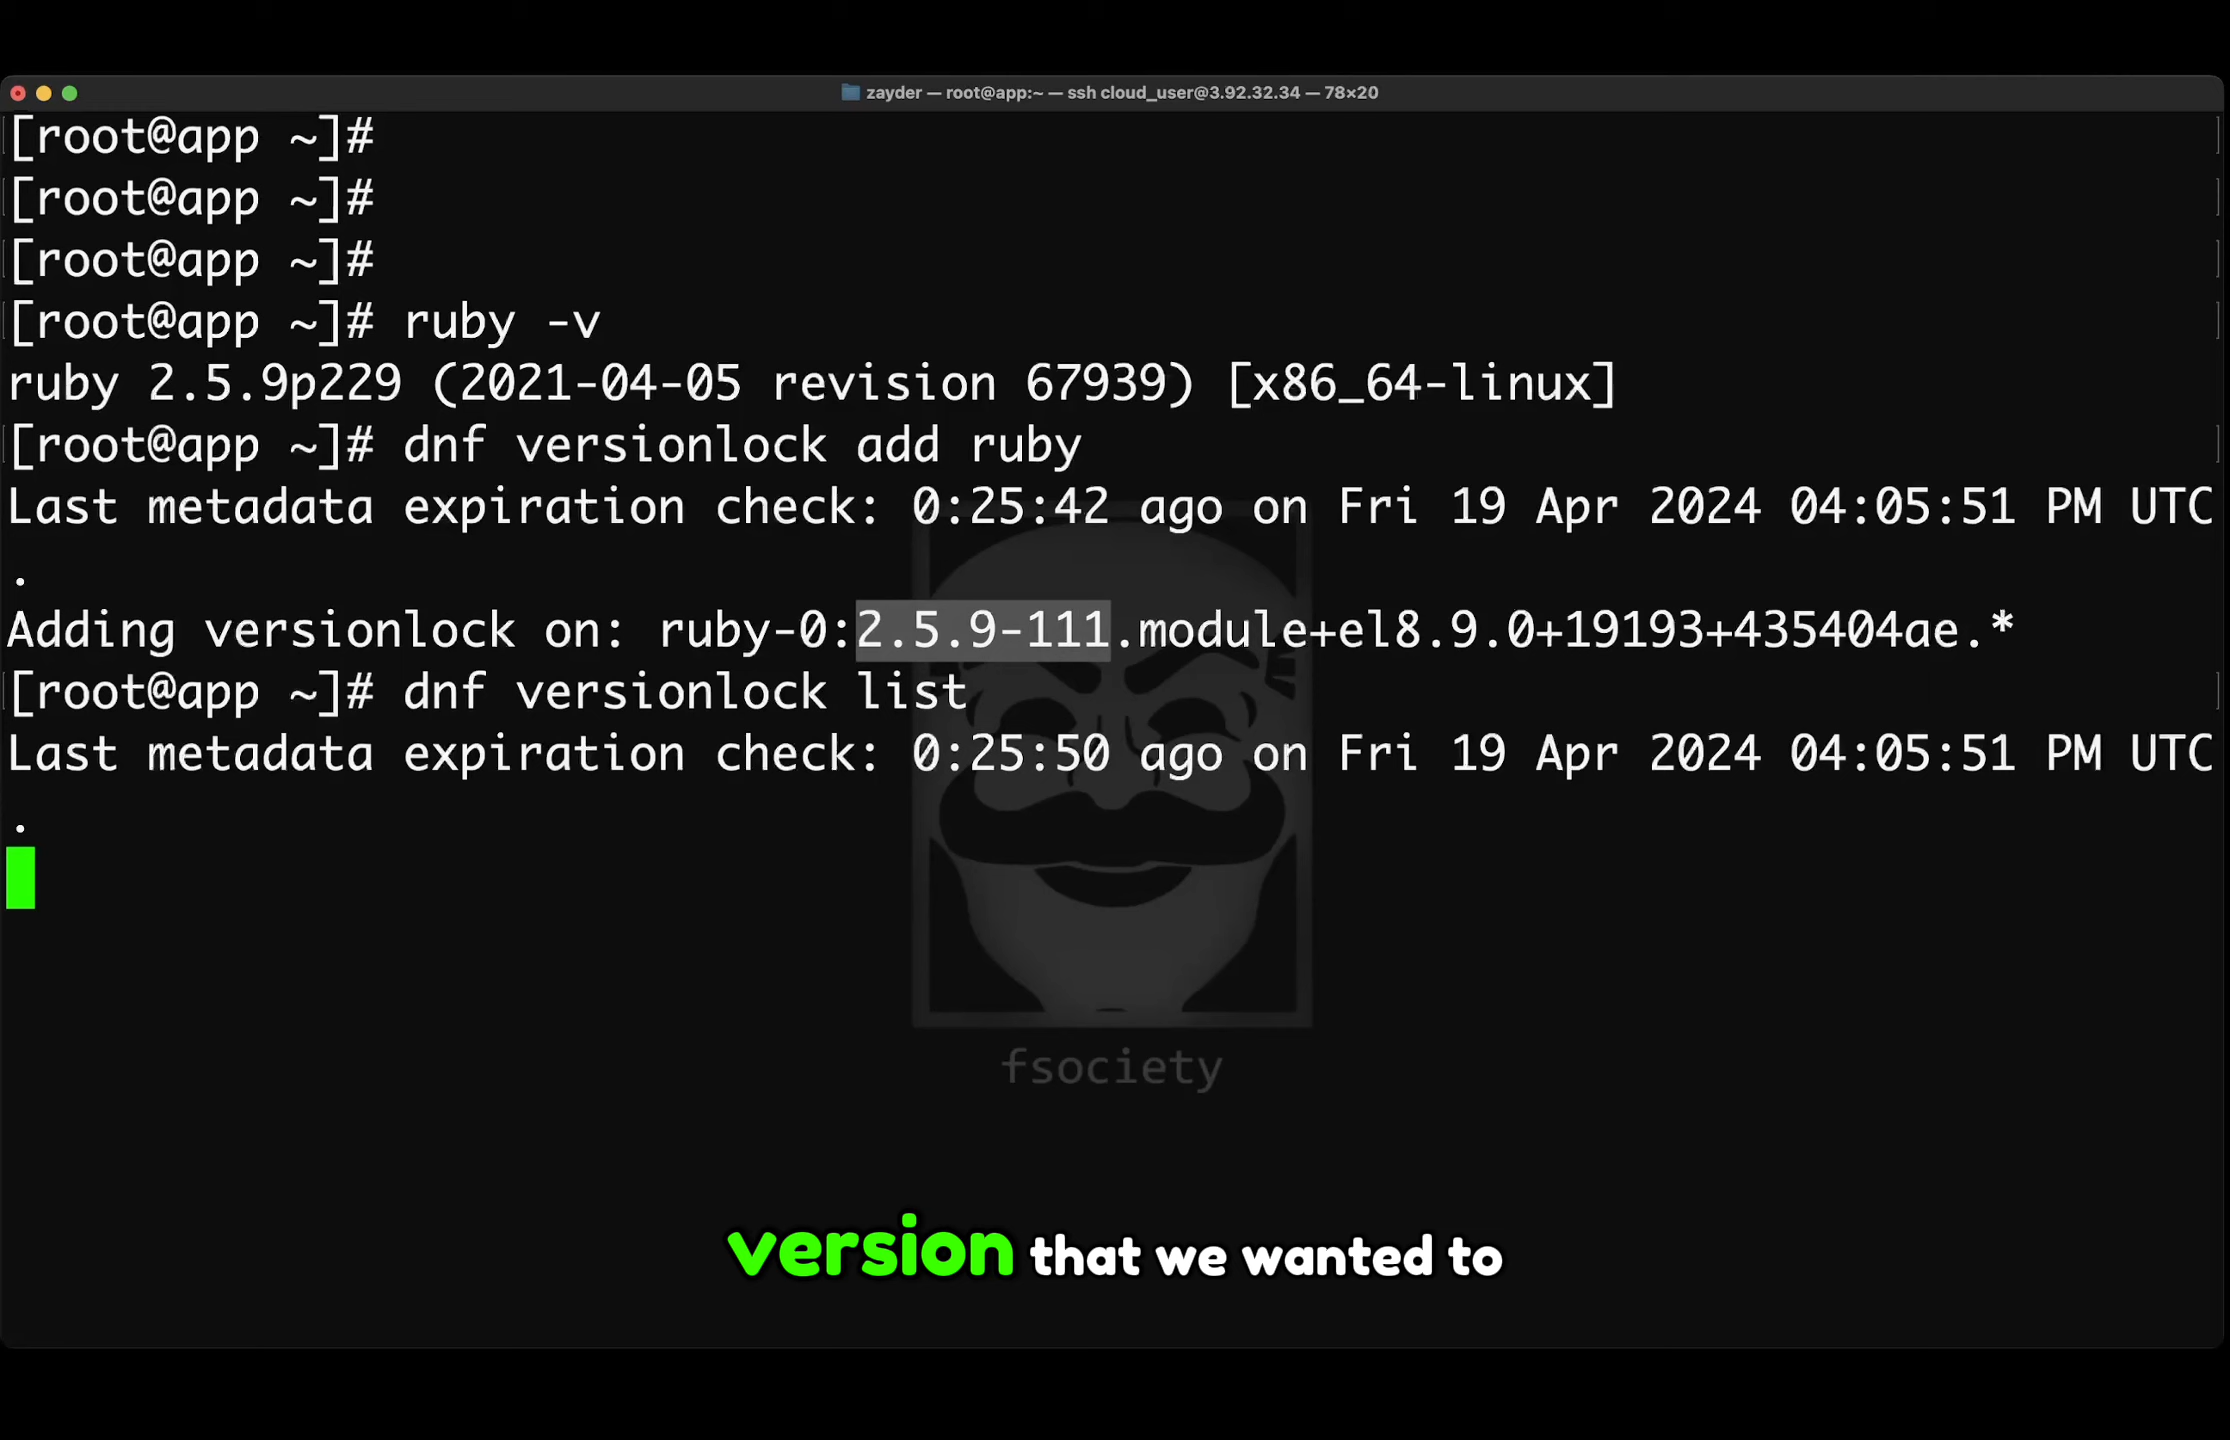 zayder — root@app:~ — ssh cloud_user@3.92.32.34 — 78×20
[root@app ~]#
[root@app ~]#
[root@app ~]#
[root@app ~]# ruby -v
ruby 2.5.9p229 (2021-04-05 revision 67939) [x86_64-linux]
[root@app ~]# dnf versionlock add ruby
Last metadata expiration check: 0:25:42 ago on Fri 19 Apr 2024 04:05:51 PM UTC
.
Adding versionlock on: ruby-0:2.5.9-111.module+el8.9.0+19193+435404ae.*
[root@app ~]# dnf versionlock list
Last metadata expiration check: 0:25:50 ago on Fri 19 Apr 2024 04:05:51 PM UTC
.
fsociety
version that we wanted to